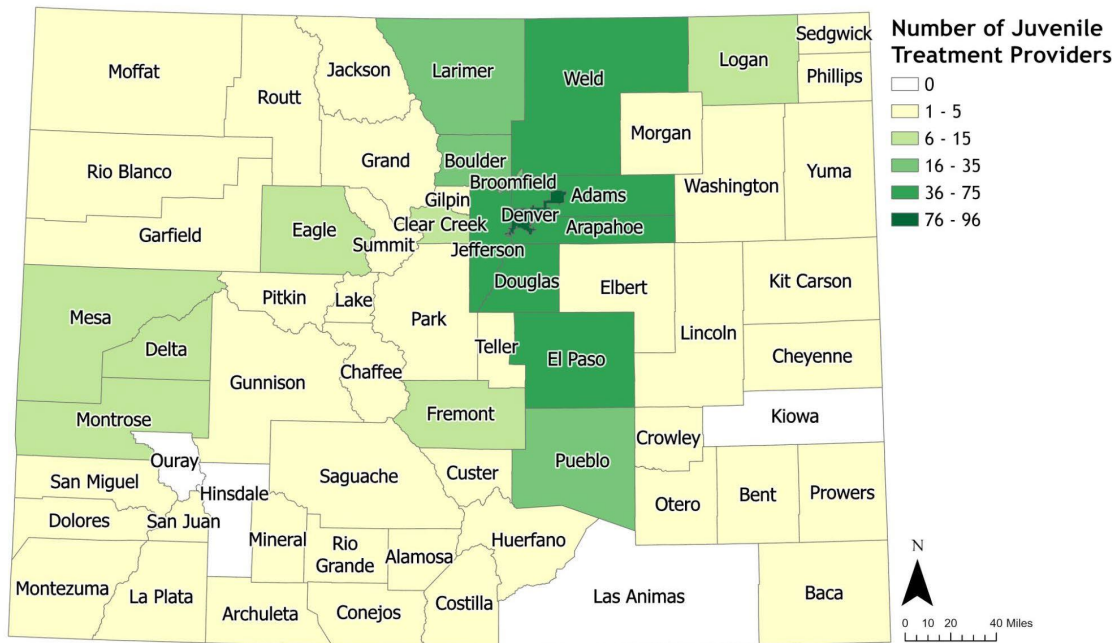 Number of Juvenile
Treatment Providers
0
1 - 5
6 - 15
16 - 35
36 - 75
76 - 96
Moffat
Routt
Jackson
Larimer
Weld
Logan
Sedgwick
Phillips
Morgan
Rio Blanco
Grand
Boulder
Broomfield
Washington
Yuma
Gilpin
Adams
Garfield
Eagle
Summit
Clear Creek
Denver
Arapahoe
Jefferson
Mesa
Pitkin
Lake
Park
Douglas
Elbert
Kit Carson
Delta
Lincoln
Gunnison
Chaffee
Teller
El Paso
Cheyenne
Montrose
Fremont
Kiowa
Ouray
Crowley
San Miguel
Hinsdale
Saguache
Custer
Pueblo
Otero
Bent
Prowers
Dolores
San Juan
Mineral
Rio
Grande
Alamosa
Huerfano
Montezuma
La Plata
Archuleta
Conejos
Costilla
Las Animas
Baca
N
0 10 20 40 Miles